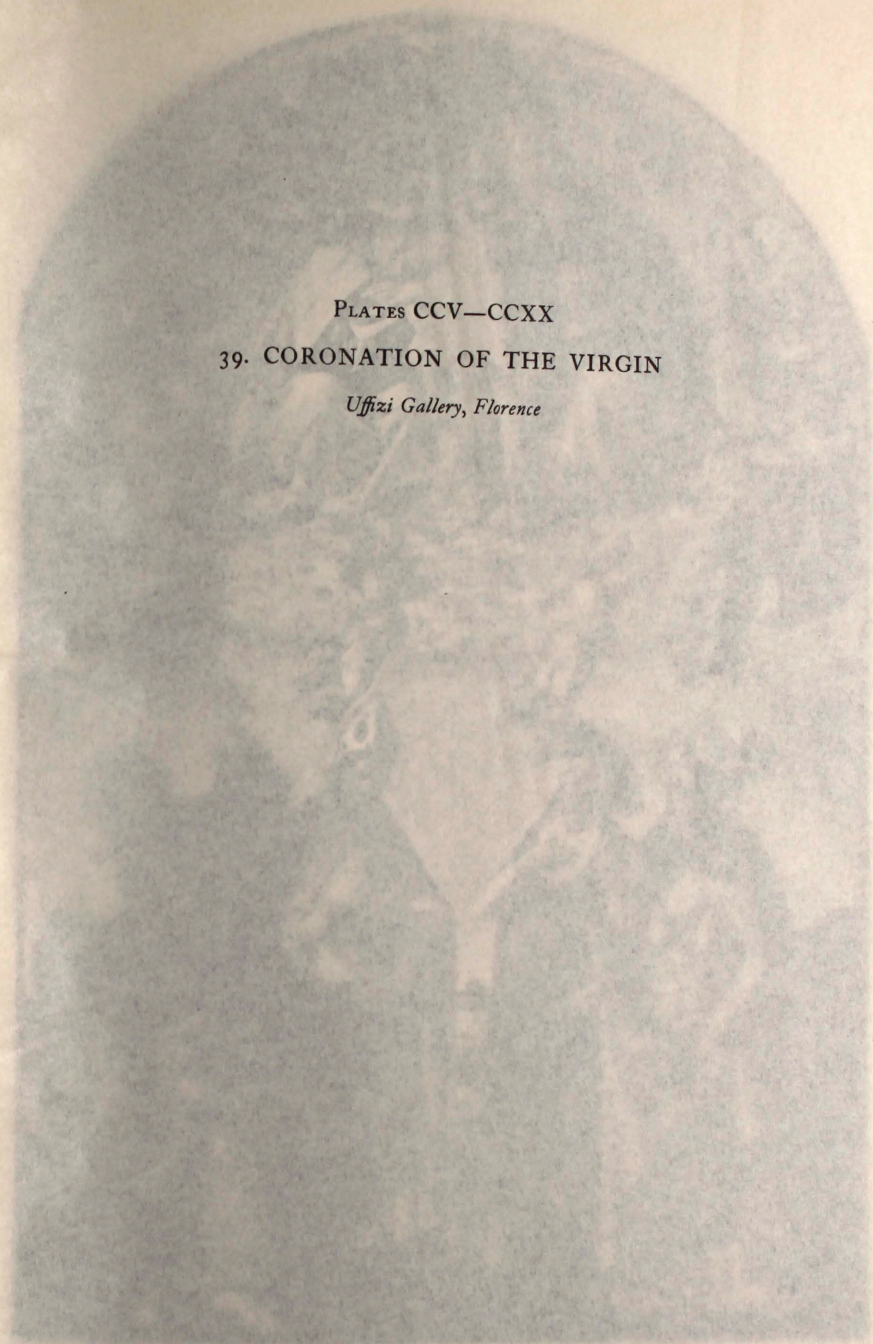 PLATES CCV—CCXX
39. CORONATION OF THE VIRGIN
Uffizi Gallery, Florence